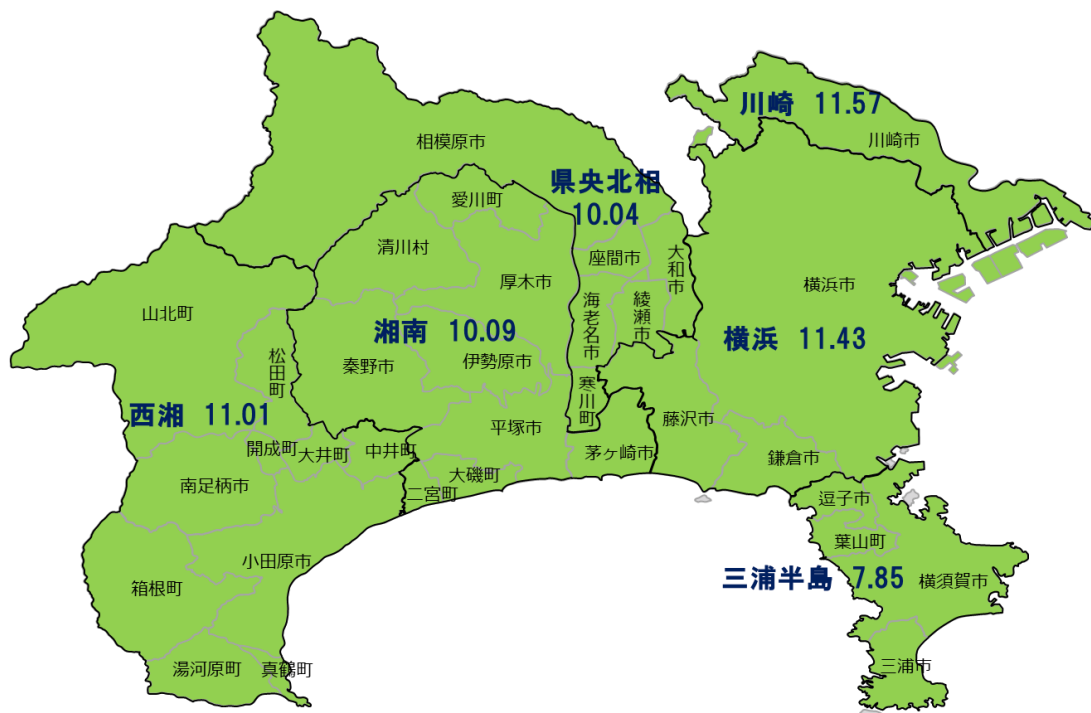 川崎 11.57
川崎市
相模原市
県央北相
10.04
愛川町
清川村
座間市
大和市
厚木市
横浜市
山北町
海老名市
綾瀬市
湘南 10.09
横浜 11.43
松田町
秦野市
伊勢原市
寒川町
西湘 11.01
藤沢市
平塚市
開成町
大井町
中井町
茅ヶ崎市
鎌倉市
南足柄市
大磯町
二宮町
逗子市
葉山町
小田原市
三浦半島 7.85
箱根町
横須賀市
湯河原町
真鶴町
三浦市